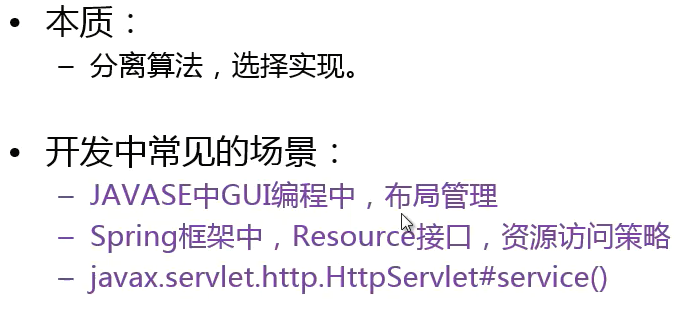 • 本质：
– 分离算法，选择实现。
• 开发中常见的场景：
– JAVASE中GUI编程中，布局管理
– Spring框架中，Resource接口，资源访问策略
– javax.servlet.http.HttpServlet#service()